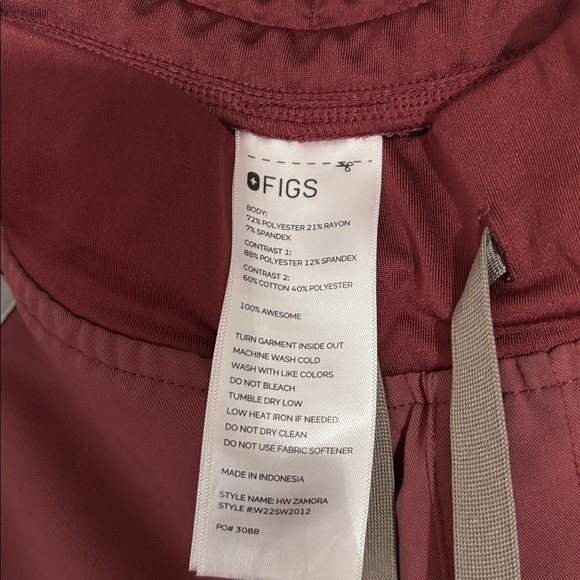 FIGS
BODY:
72% POLYESTER 21% RAYON
7% SPANDEX
CONTRAST 1:
88% POLYESTER 12% SPANDEX
CONTRAST 2:
60% COTTON 40% POLYESTER
100% AWESOME
TURN GARMENT INSIDE OUT
MACHINE WASH COLD
WASH WITH LIKE COLORS
DO NOT BLEACH
TUMBLE DRY LOW
LOW HEAT IRON IF NEEDED
DO NOT DRY CLEAN
DO NOT USE FABRIC SOFTENER
MADE IN INDONESIA
STYLE NAME: HW ZAMORA
STYLE #:W22SW2012
PO# 3088